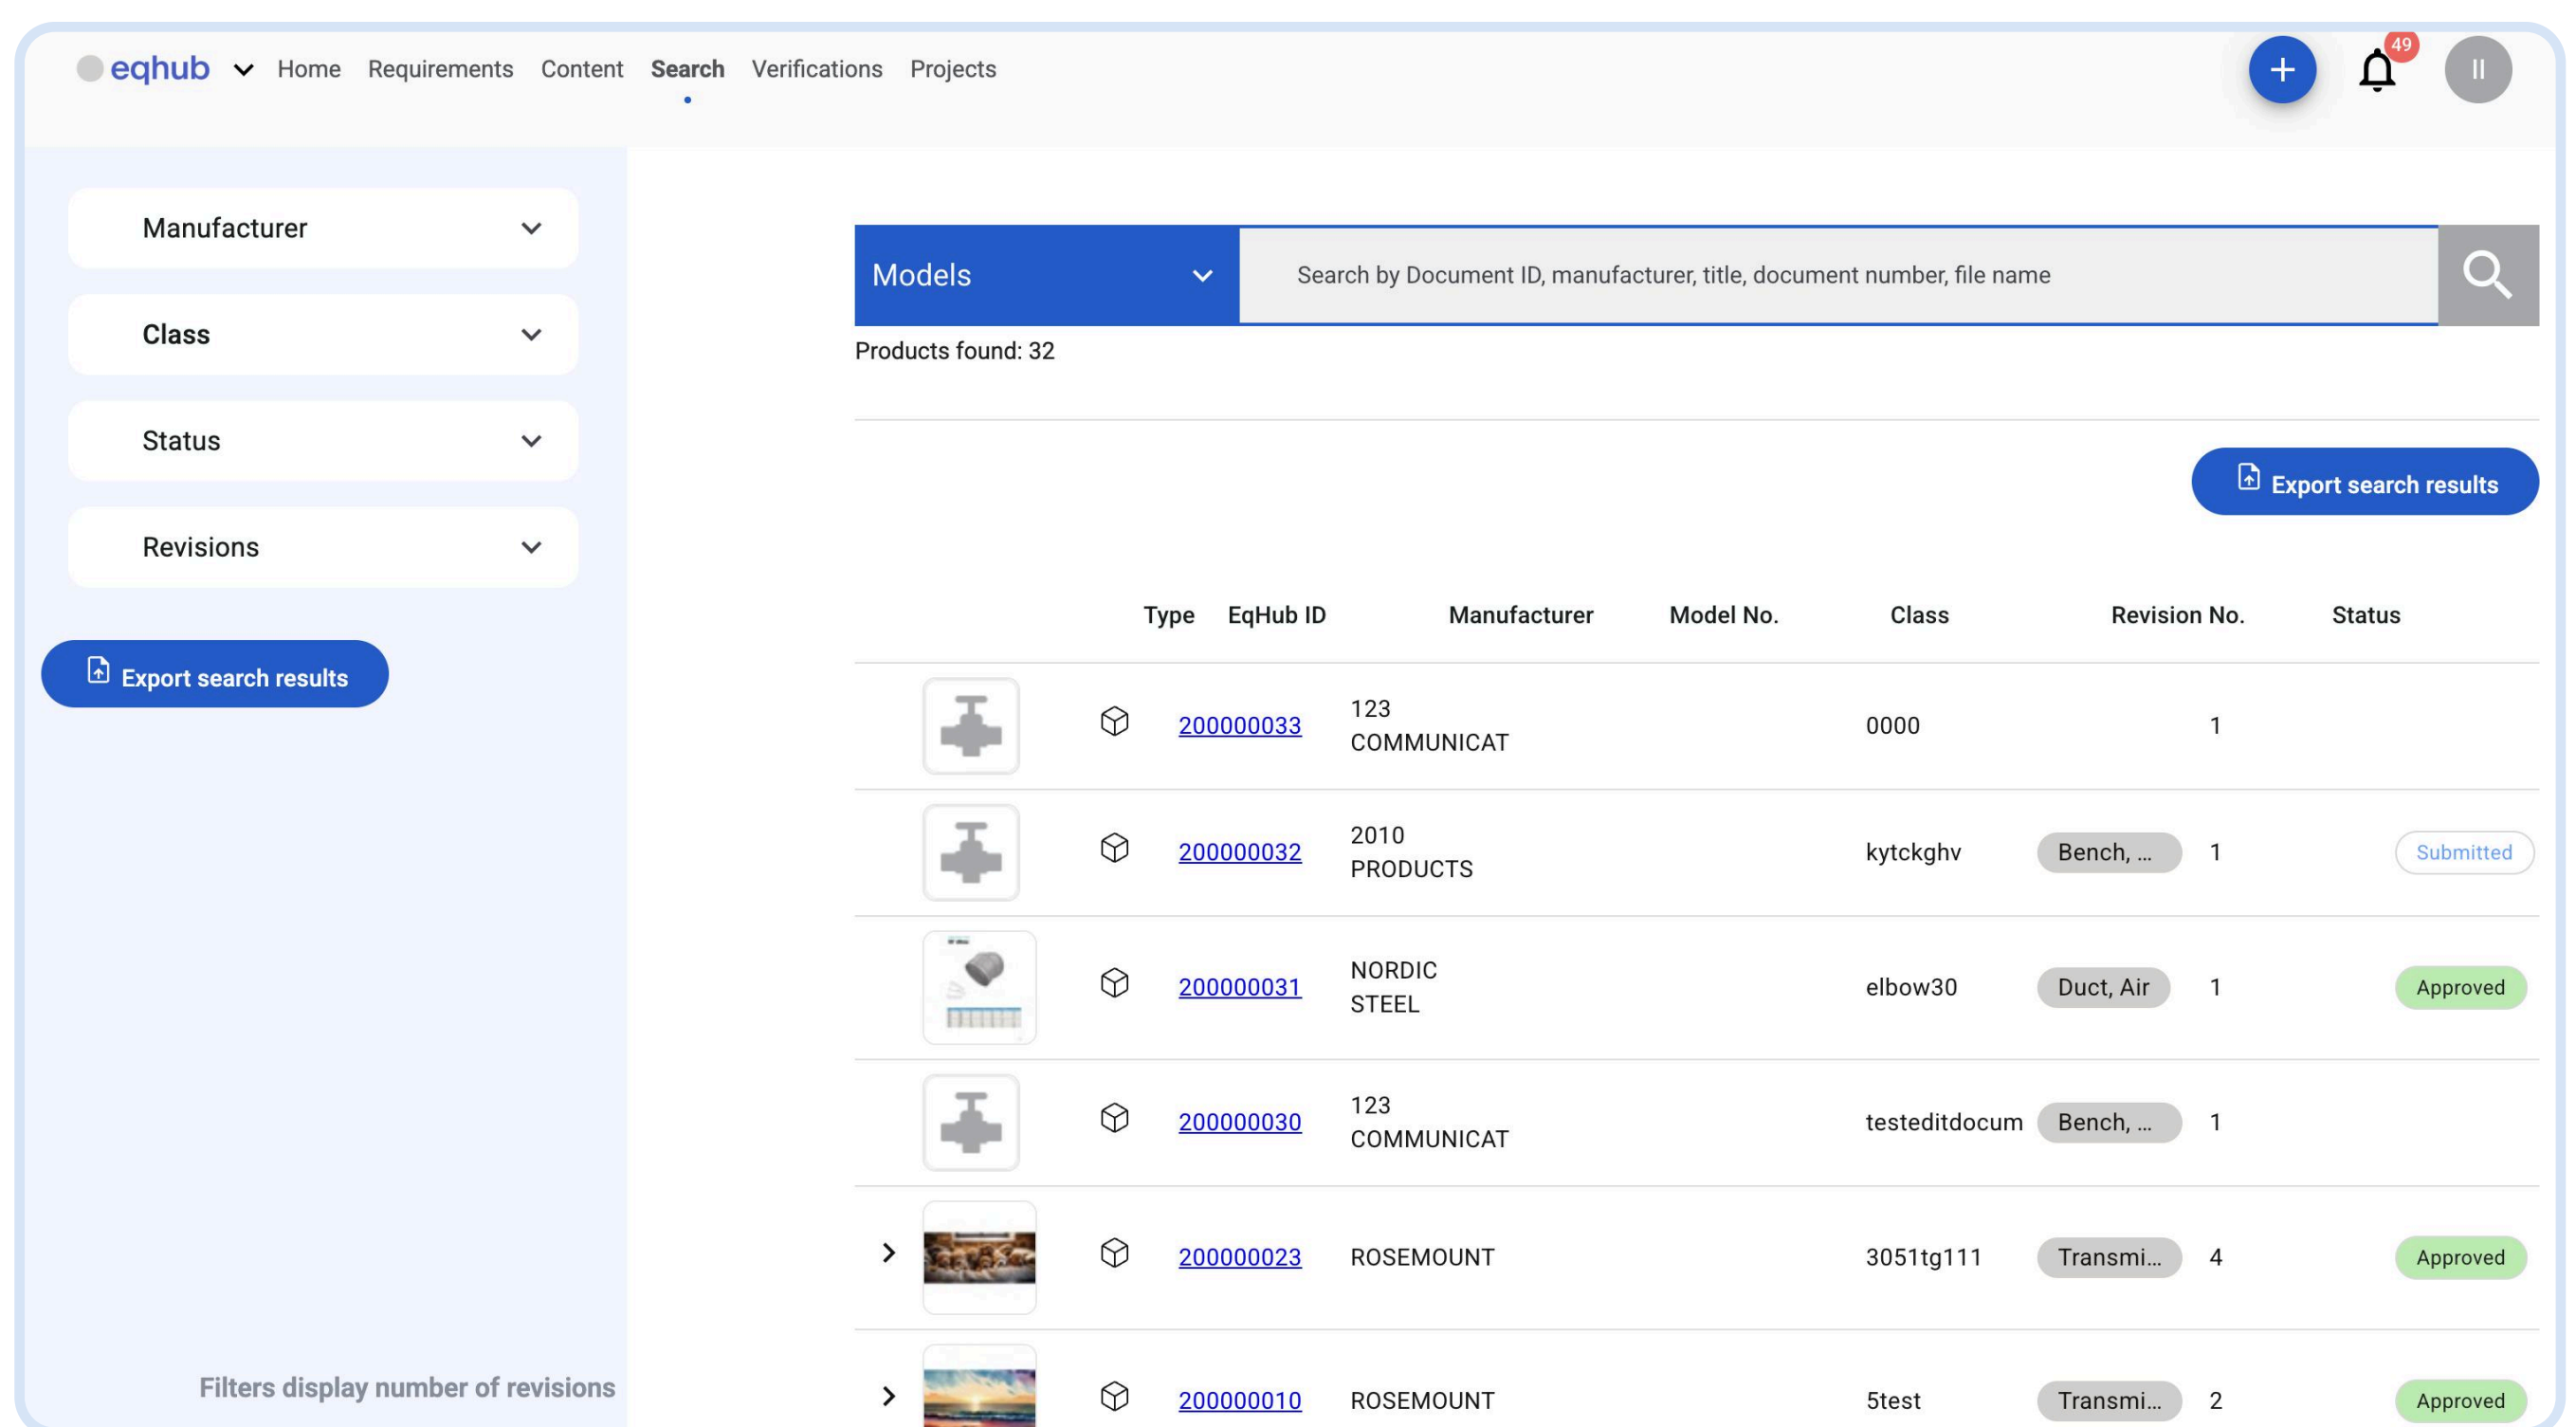 eqhub Home Requirements Content Search Verifications Projects 49 II
Manufacturer
Class
Status
Revisions
Export search results
Filters display number of revisions
Models Search by Document ID, manufacturer, title, document number, file name
Products found: 32
Export search results
Type EqHub ID Manufacturer Model No. Class Revision No. Status
200000033 123 COMMUNICAT 0000 1
200000032 2010 PRODUCTS kytckghv Bench, ... 1 Submitted
200000031 NORDIC STEEL elbow30 Duct, Air 1 Approved
200000030 123 COMMUNICAT testeditdocum Bench, ... 1
200000023 ROSEMOUNT 3051tg111 Transmi... 4 Approved
200000010 ROSEMOUNT 5test Transmi... 2 Approved